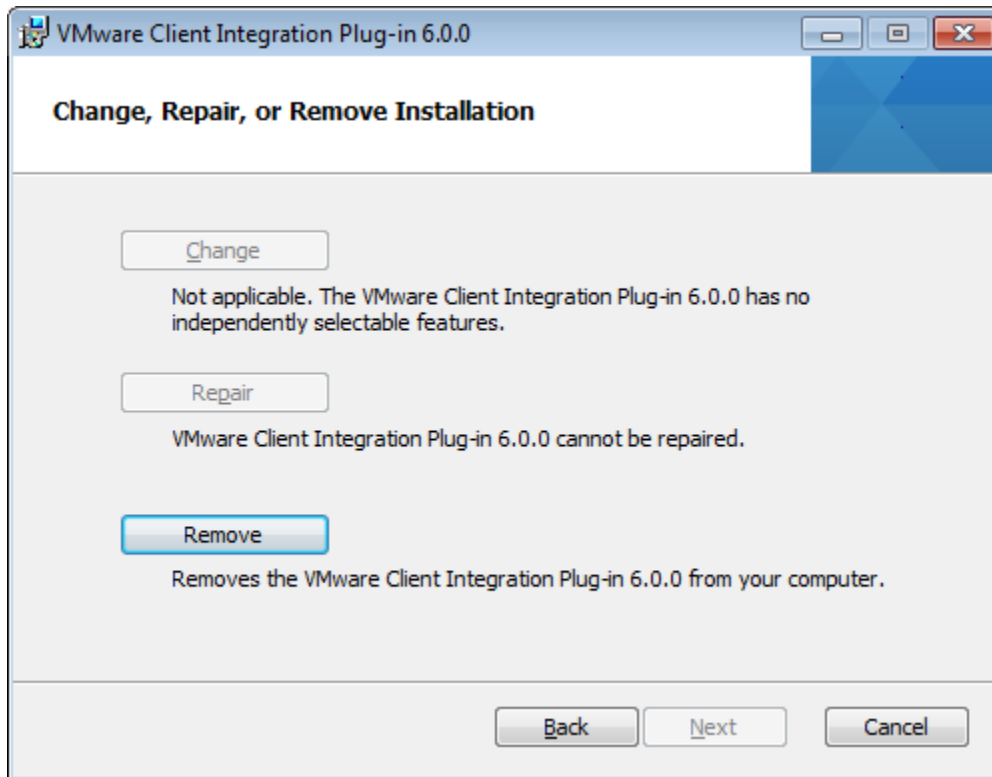 VMware Client Integration Plug-in 6.0.0
Change, Repair, or Remove Installation
Change
Not applicable. The VMware Client Integration Plug-in 6.0.0 has no
independently selectable features.
Repair
VMware Client Integration Plug-in 6.0.0 cannot be repaired.
Remove
Removes the VMware Client Integration Plug-in 6.0.0 from your computer.
Back Next Cancel